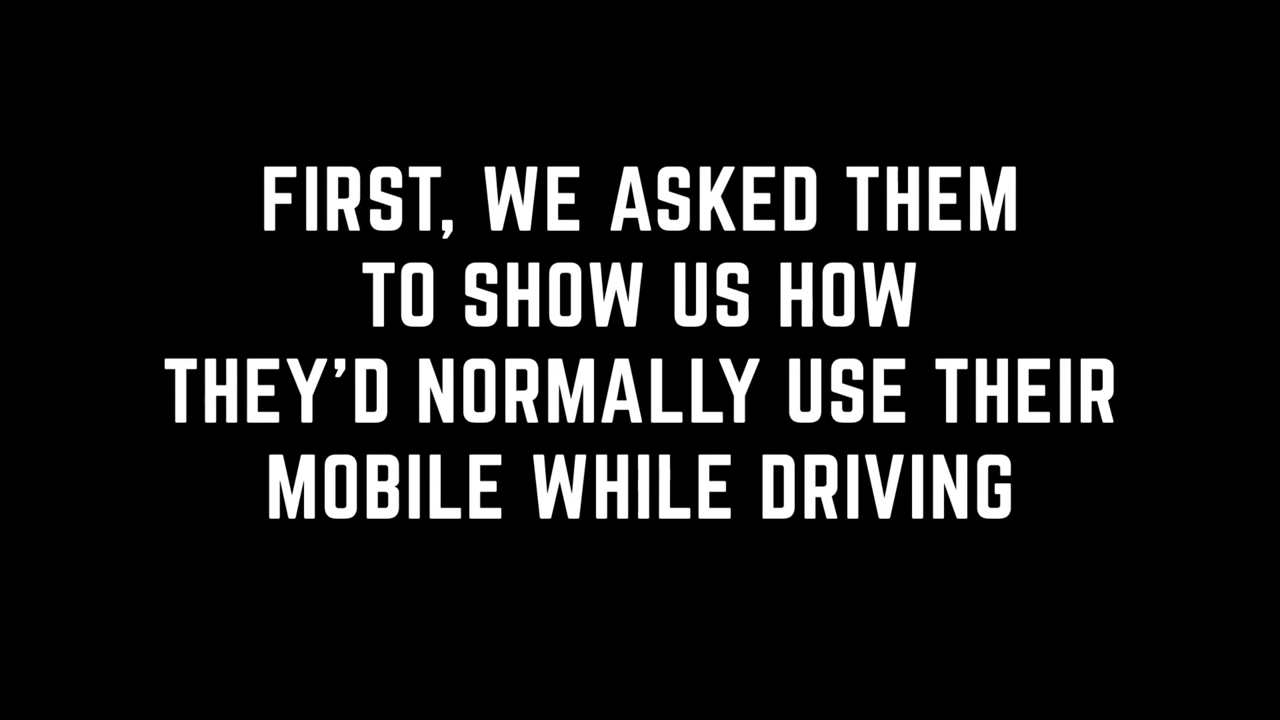 FIRST, WE ASKED THEM
TO SHOW US HOW
THEY’D NORMALLY USE THEIR
MOBILE WHILE DRIVING